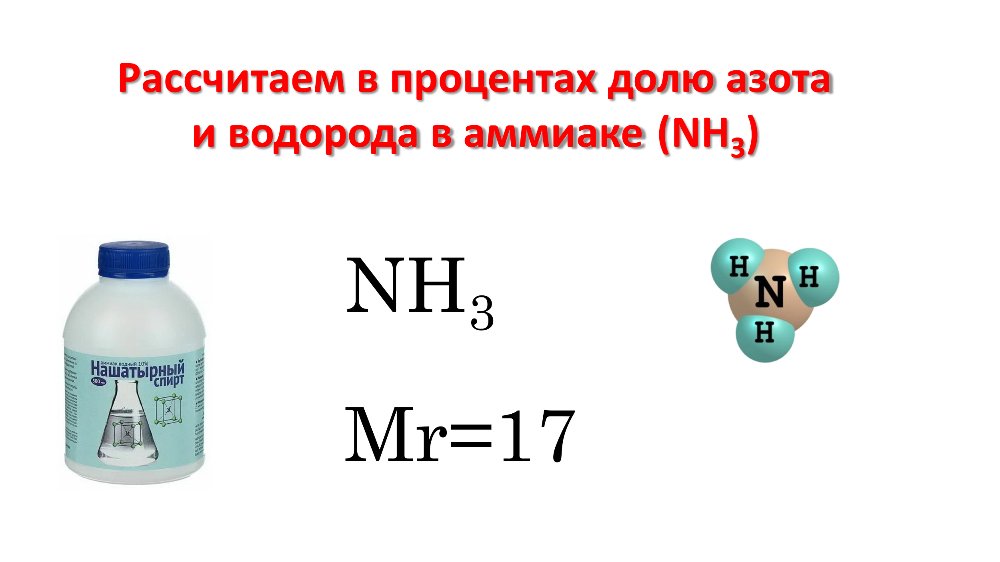 Рассчитаем в процентах долю азота
и водорода в аммиаке (NH₃)
NH₃
Mr=17
аммиак водный 10%
Нашатырный
спирт
500 мл
H
H
N
H